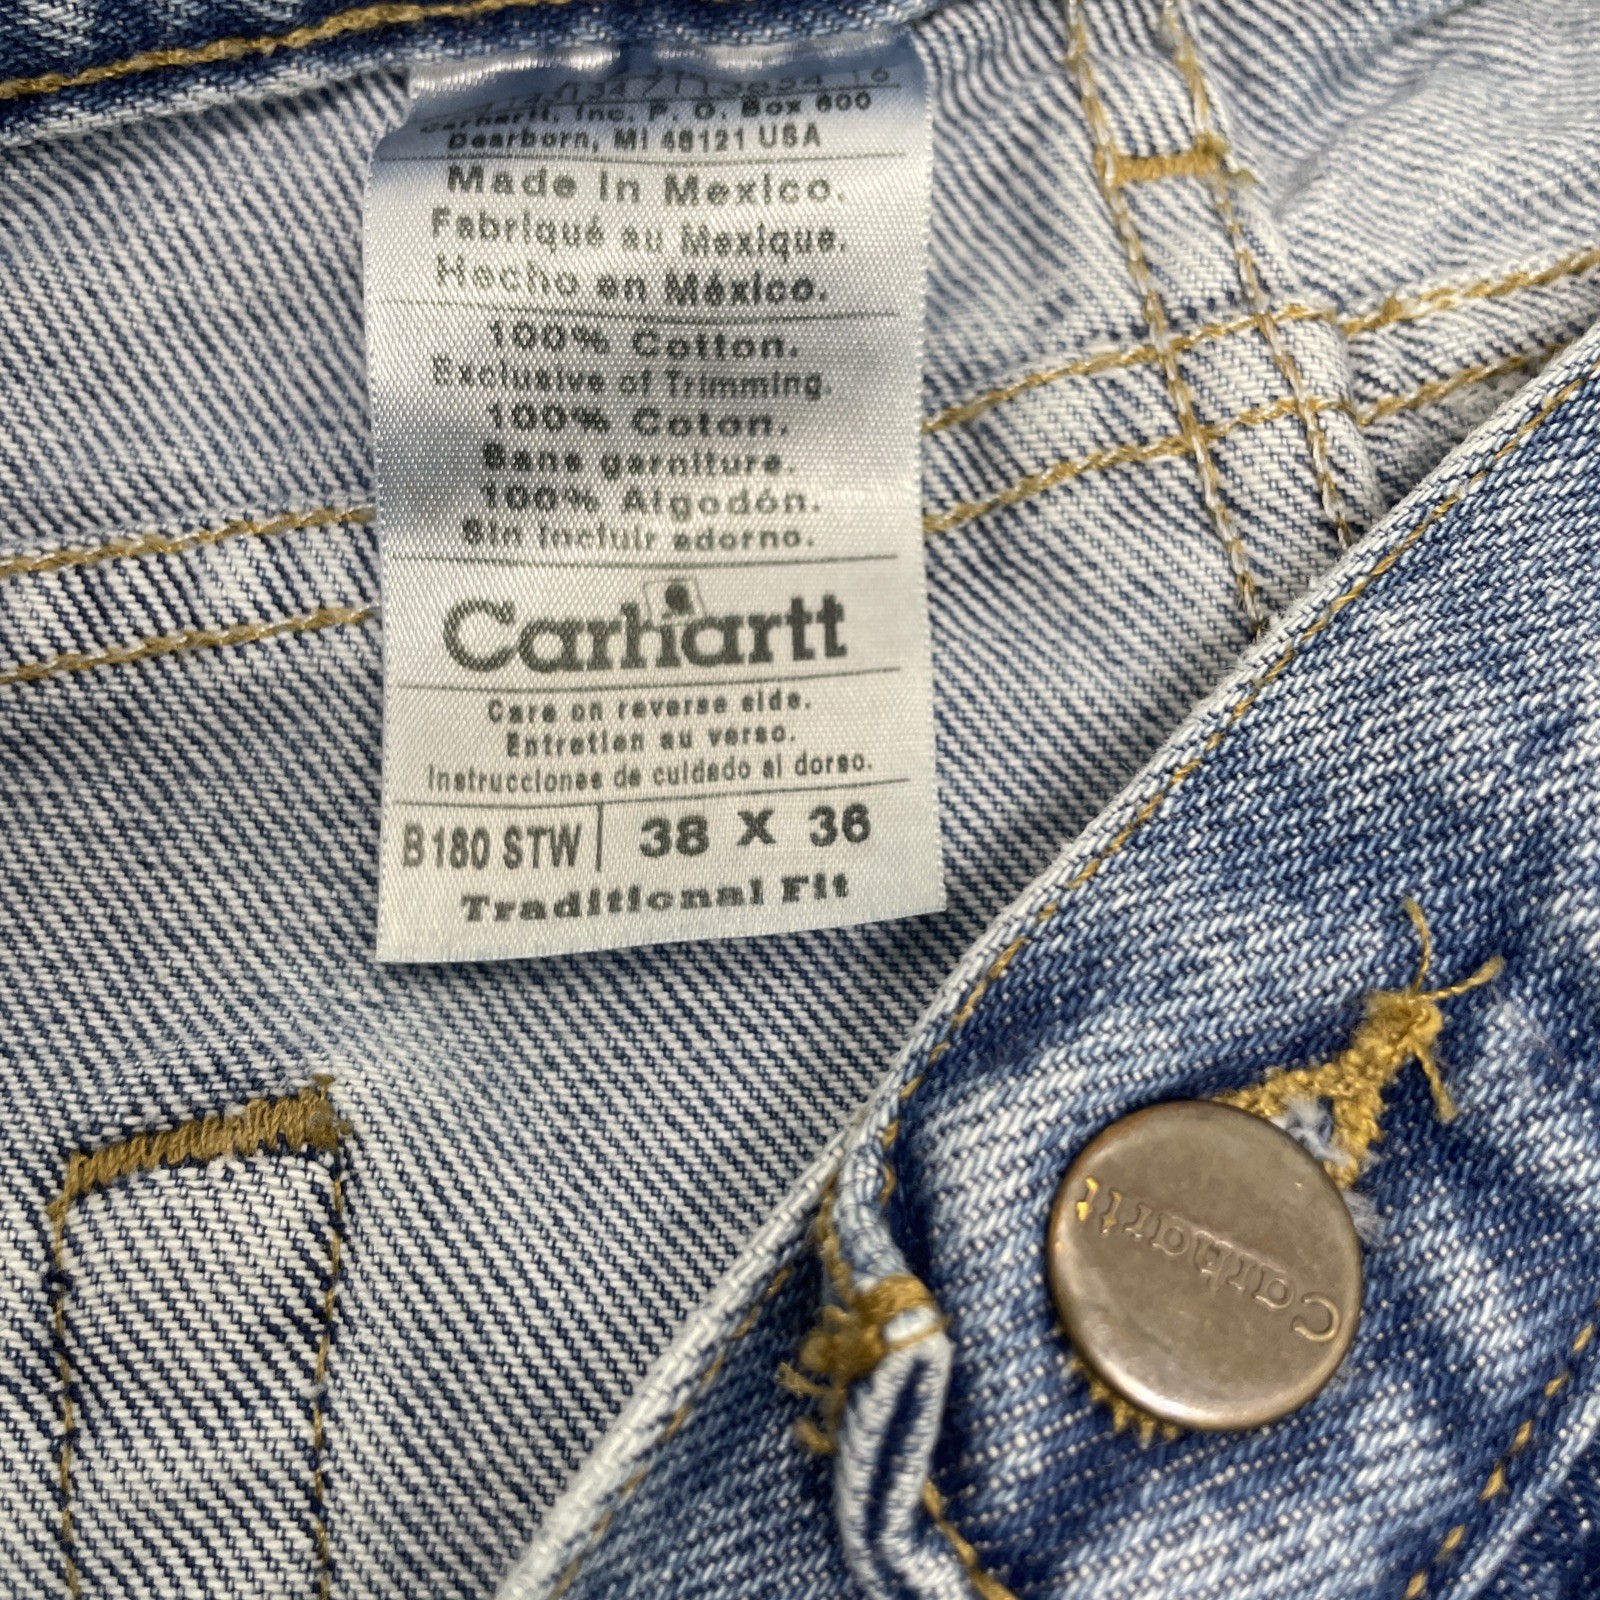 Carhartt, Inc. P. O. Box 600
Dearborn, MI 48121 USA
Made in Mexico.
Fabriqué au Mexique.
Hecho en México.
100% Cotton.
Exclusive of Trimming.
100% Coton.
Sans garniture.
100% Algodón.
Sin incluir adorno.
Carhartt
Care on reverse side.
Entretien au verso.
Instrucciones de cuidado al dorso.
B180 STW 38 X 36
Traditional Fit
Carhartt